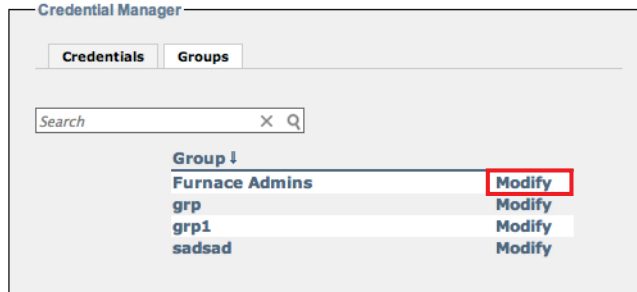 Credential Manager
Credentials Groups
Search
Group
Furnace Admins Modify
grp Modify
grp1 Modify
sadsad Modify